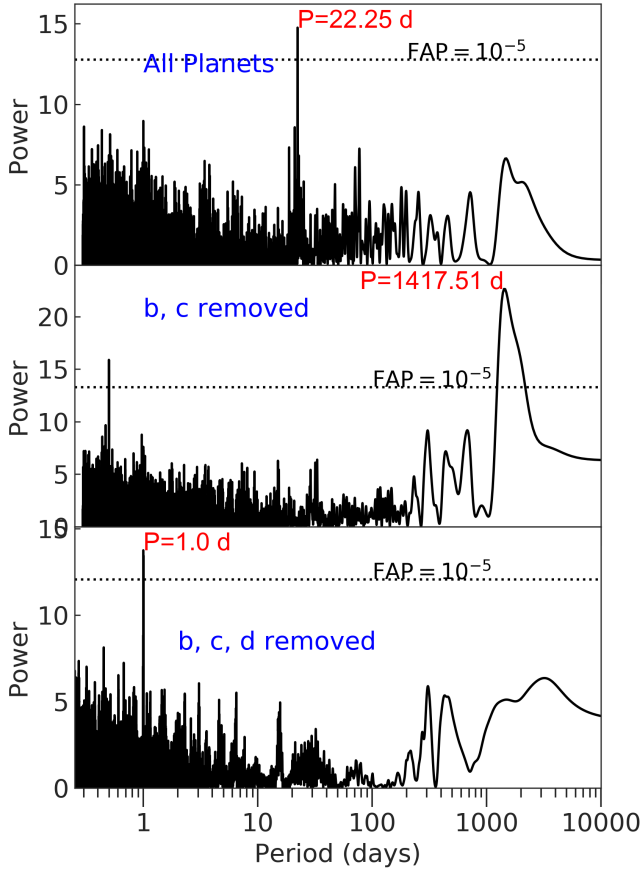 P=22.25 d
15
FAP = 10⁻⁵
All Planets
10
Power
5
0
P=1417.51 d
b, c removed
20
FAP = 10⁻⁵
15
Power
10
5
0
15
P=1.0 d
FAP = 10⁻⁵
10
b, c, d removed
Power
5
0
1 10 100 1000 10000
Period (days)